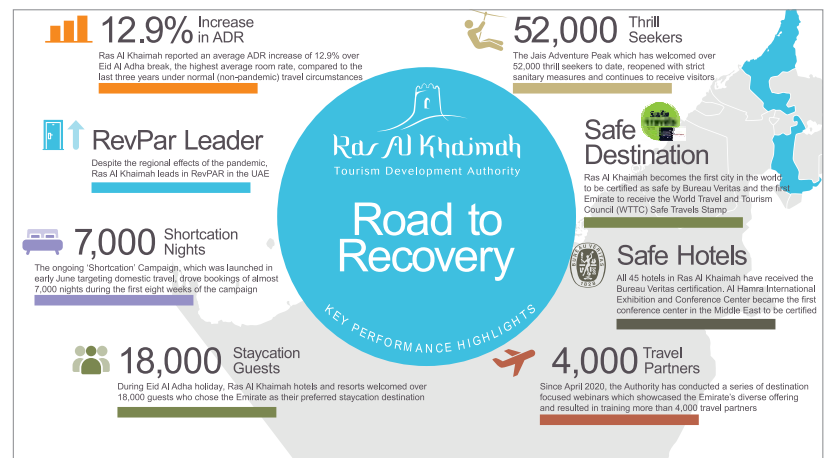 12.9% Increase
in ADR
Ras Al Khaimah reported an average ADR increase of 12.9% over
Eid Al Adha break, the highest average room rate, compared to the
last three years under normal (non-pandemic) travel circumstances
RevPar Leader
Despite the regional effects of the pandemic,
Ras Al Khaimah leads in RevPAR in the UAE
7,000 Shortcation
Nights
The ongoing 'Shortcation' Campaign, which was launched in
early June targeting domestic travel, drove bookings of almost
7,000 nights during the first eight weeks of the campaign
18,000 Staycation
Guests
During Eid Al Adha holiday, Ras Al Khaimah hotels and resorts welcomed over
18,000 guests who chose the Emirate as their preferred staycation destination
Ras Al Khaimah
Tourism Development Authority
Road to
Recovery
KEY PERFORMANCE HIGHLIGHTS
52,000 Thrill
Seekers
The Jais Adventure Peak which has welcomed over
52,000 thrill seekers to date, reopened with strict
sanitary measures and continues to receive visitors
Safe
Destination
Ras Al Khaimah becomes the first city in the world
to be certified as safe by Bureau Veritas and the first
Emirate to receive the World Travel and Tourism
Council (WTTC) Safe Travels Stamp
BUREAU VERITAS
1828
Safe Hotels
All 45 hotels in Ras Al Khaimah have received the
Bureau Veritas certification. Al Hamra International
Exhibition and Conference Center became the first
conference center in the Middle East to be certified
4,000 Travel
Partners
Since April 2020, the Authority has conducted a series of destination
focused webinars which showcased the Emirate's diverse offering
and resulted in training more than 4,000 travel partners